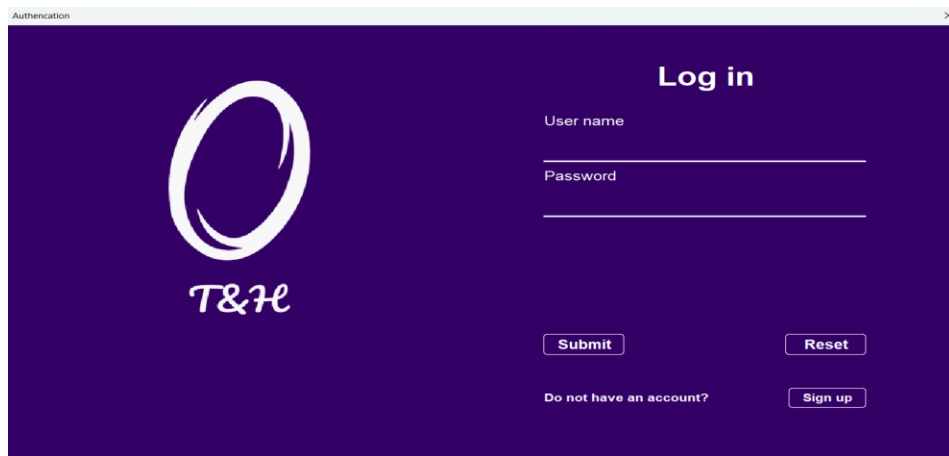 Authencation
T&H
Log in
User name
Password
Submit Reset
Do not have an account? Sign up